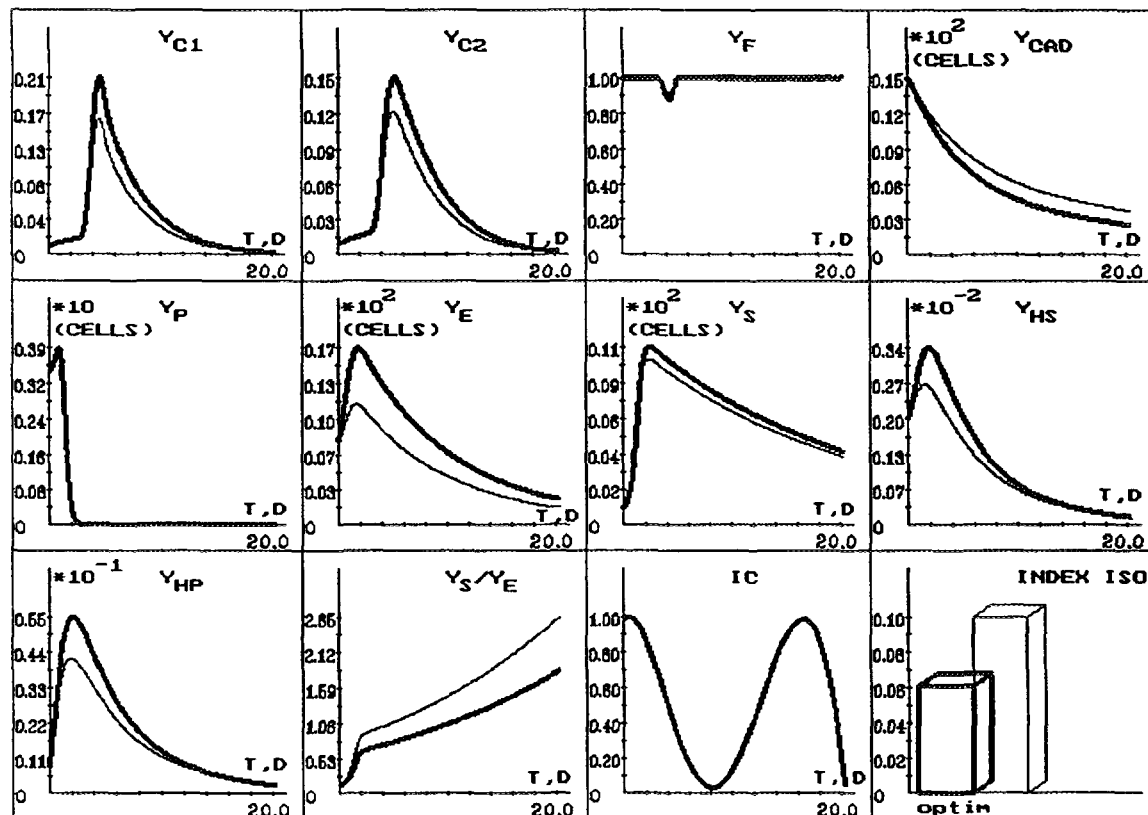 Y_C1
0.21
0.17
0.13
0.08
0.04
0
T,D
20.0
Y_C2
0.15
0.12
0.09
0.06
0.03
0
T,D
20.0
Y_F
1.00
0.80
0.60
0.40
0.20
0
T,D
20.0
*10^2 Y_CAD
(CELLS)
0.15
0.12
0.09
0.06
0.03
0
T,D
20.0
*10 Y_P
(CELLS)
0.39
0.32
0.24
0.16
0.08
0
T,D
20.0
*10^2 Y_E
(CELLS)
0.17
0.13
0.10
0.07
0.03
0
T,D
20.0
*10^2 Y_S
(CELLS)
0.11
0.09
0.06
0.04
0.02
0
T,D
20.0
*10^-2 Y_HS
0.34
0.27
0.20
0.13
0.07
0
T,D
20.0
*10^-1 Y_HP
0.55
0.44
0.33
0.22
0.11
0
T,D
20.0
Y_S/Y_E
2.65
2.12
1.59
1.06
0.53
0
T,D
20.0
IC
1.00
0.80
0.60
0.40
0.20
0
T,D
20.0
INDEX ISO
0.10
0.08
0.06
0.04
0.02
0
optim